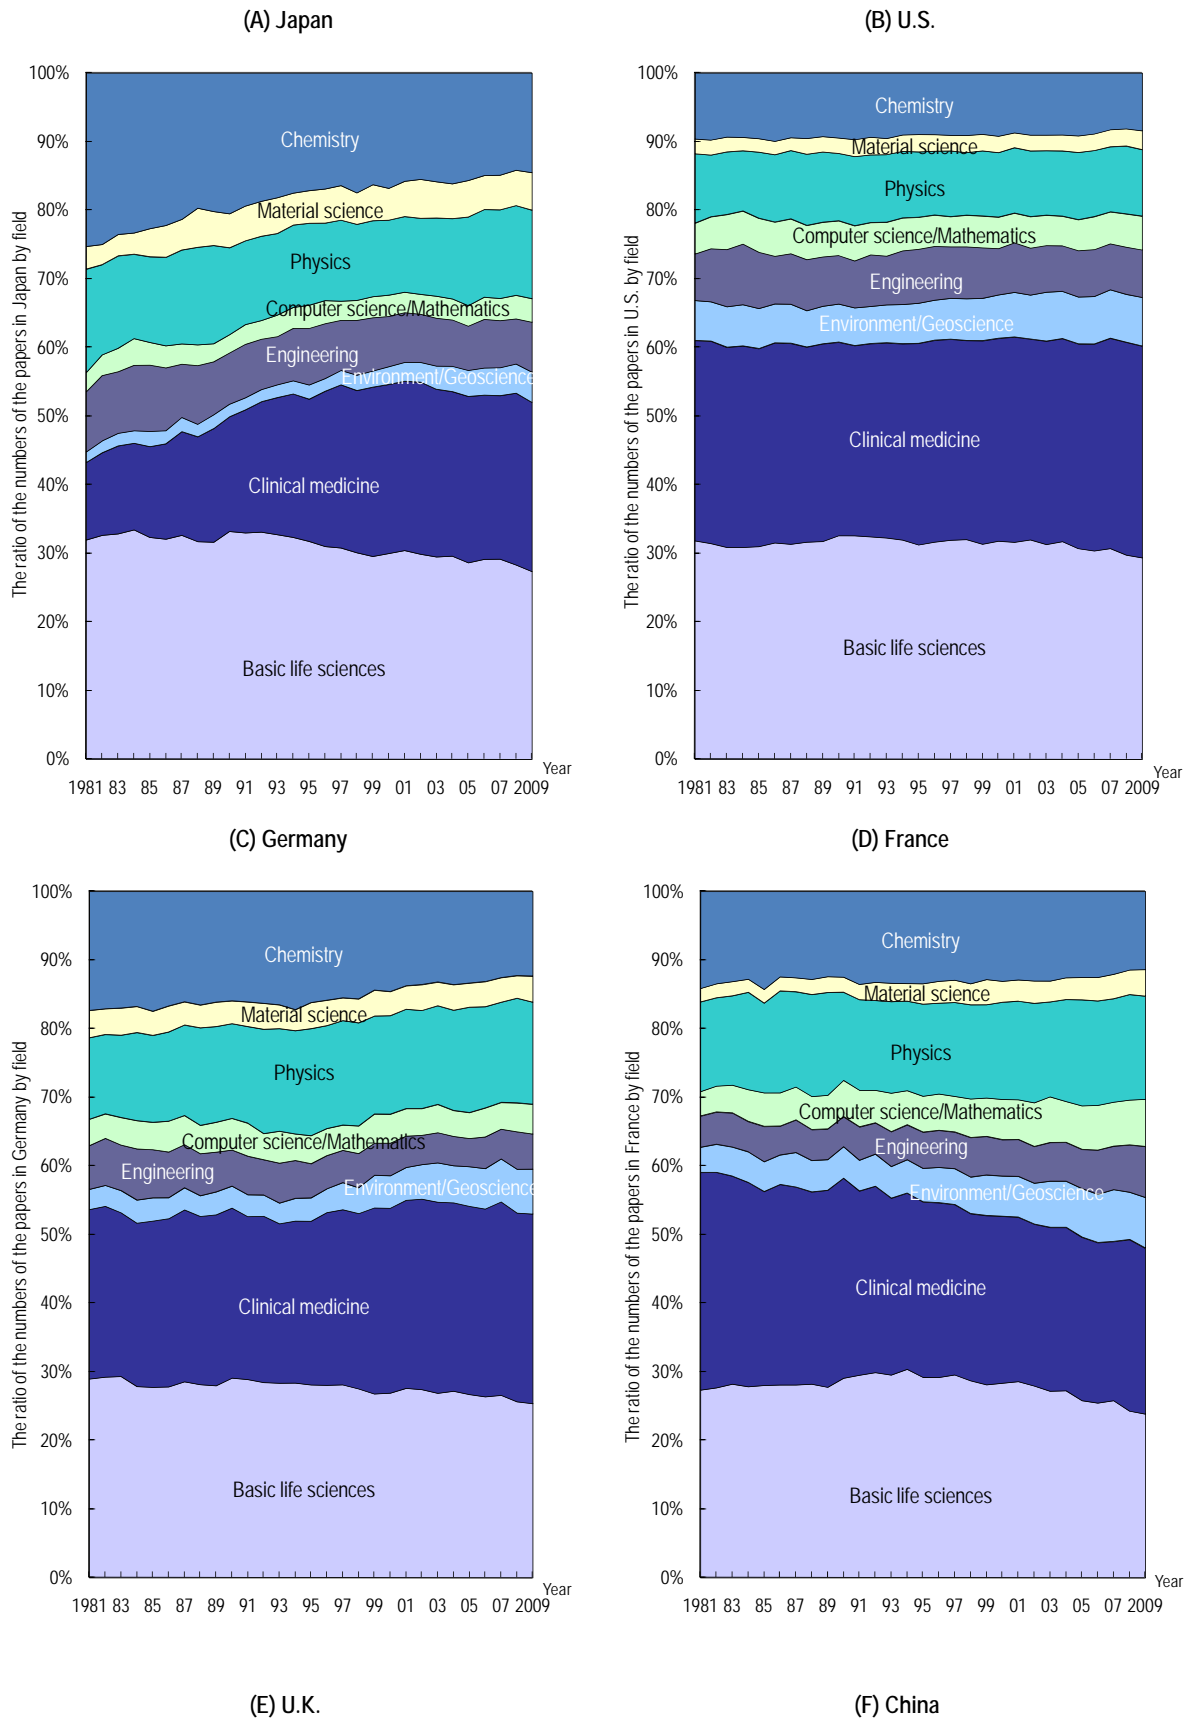 (A) Japan
The ratio of the numbers of the papers in Japan by field
100%
90%
80%
70%
60%
50%
40%
30%
20%
10%
0%
Chemistry
Material science
Physics
Computer science/Mathematics
Engineering
Environment/Geoscience
Clinical medicine
Basic life sciences
1981 83 85 87 89 91 93 95 97 99 01 03 05 07 2009
Year
(B) U.S.
The ratio of the numbers of the papers in U.S. by field
100%
90%
80%
70%
60%
50%
40%
30%
20%
10%
0%
Chemistry
Material science
Physics
Computer science/Mathematics
Engineering
Environment/Geoscience
Clinical medicine
Basic life sciences
1981 83 85 87 89 91 93 95 97 99 01 03 05 07 2009
Year
(C) Germany
The ratio of the numbers of the papers in Germany by field
100%
90%
80%
70%
60%
50%
40%
30%
20%
10%
0%
Chemistry
Material science
Physics
Computer science/Mathematics
Engineering
Environment/Geoscience
Clinical medicine
Basic life sciences
1981 83 85 87 89 91 93 95 97 99 01 03 05 07 2009
Year
(D) France
The ratio of the numbers of the papers in France by field
100%
90%
80%
70%
60%
50%
40%
30%
20%
10%
0%
Chemistry
Material science
Physics
Computer science/Mathematics
Engineering
Environment/Geoscience
Clinical medicine
Basic life sciences
1981 83 85 87 89 91 93 95 97 99 01 03 05 07 2009
Year
(E) U.K.
(F) China